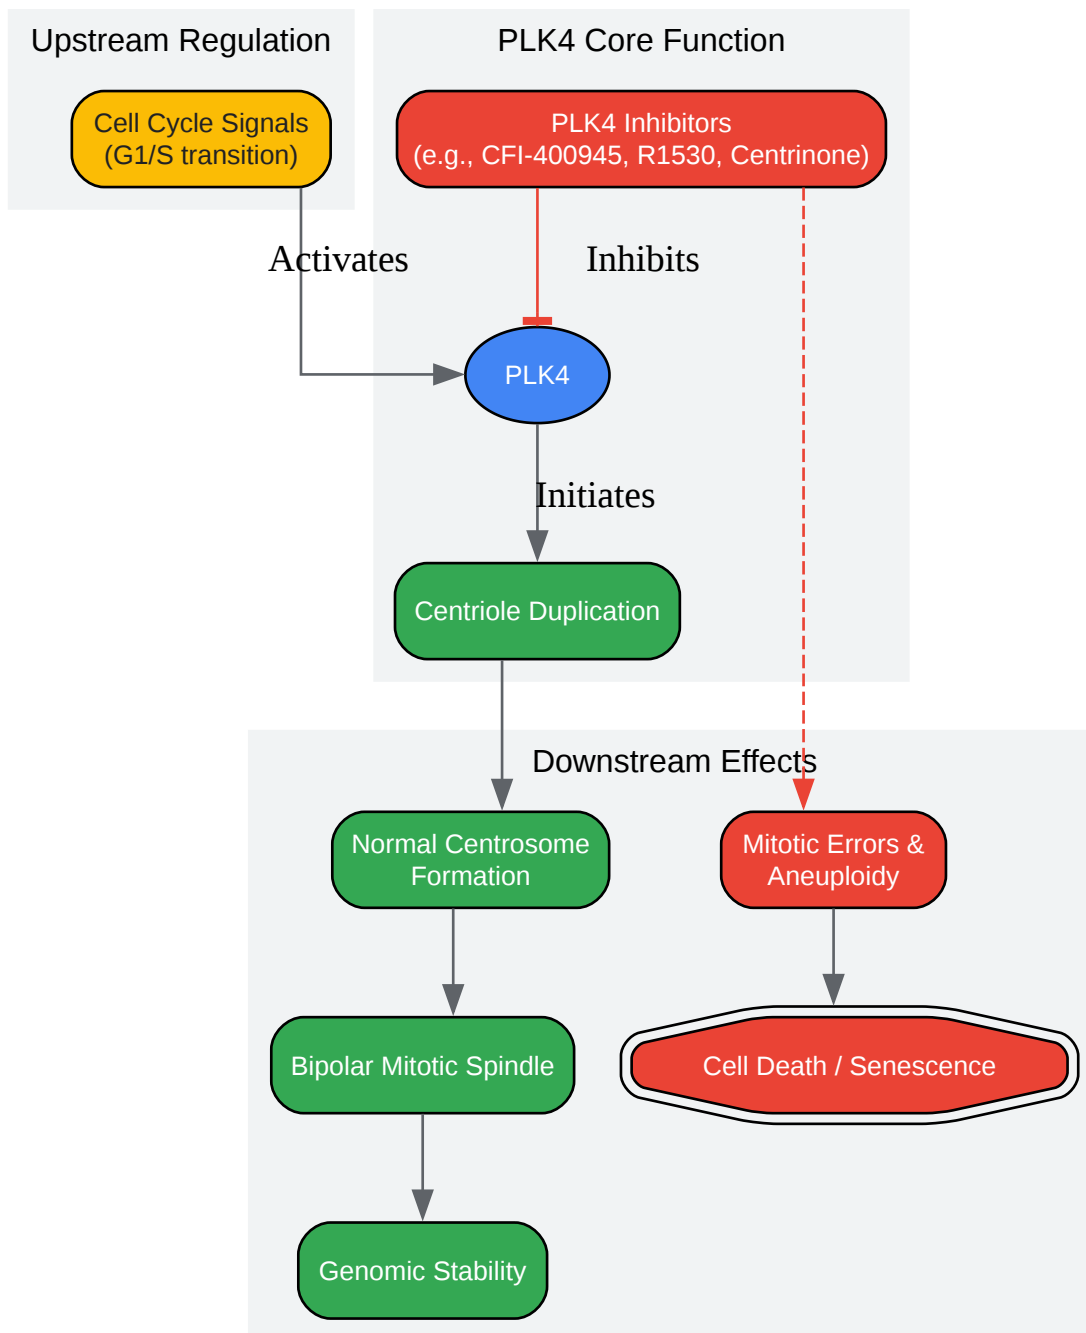 Upstream Regulation
PLK4 Core Function
Cell Cycle Signals
(G1/S transition)
PLK4 Inhibitors
(e.g., CFI-400945, R1530, Centrinone)
Activates
Inhibits
PLK4
Initiates
Centriole Duplication
Downstream Effects
Normal Centrosome
Formation
Mitotic Errors &
Aneuploidy
Bipolar Mitotic Spindle
Cell Death / Senescence
Genomic Stability